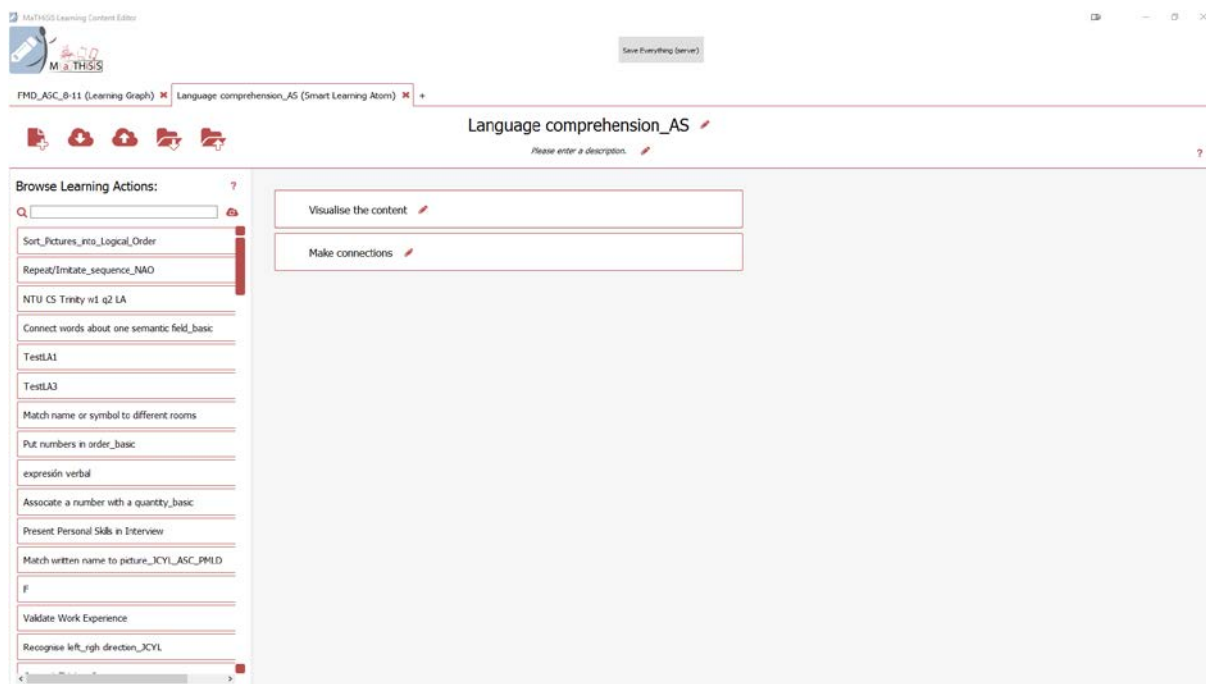 MaTHiSiS Learning Content Editor
MaTHiSiS
Save Everything (server)
FMD_ASC_8-11 (Learning Graph) ✖ Language comprehension_AS (Smart Learning Atom) ✖ +
Language comprehension_AS
Please enter a description.
?
Browse Learning Actions: ?
Visualise the content
Make connections
Sort_Pictures_into_Logical_Order
Repeat/Imitate_sequence_NAO
NTU CS Trinity w1 q2 LA
Connect words about one semantic field_basic
TestLA1
TestLA3
Match name or symbol to different rooms
Put numbers in order_basic
expresión verbal
Assocate a number with a quantity_basic
Present Personal Skills in Interview
Match written name to picture_JCYL_ASC_PMLD
F
Validate Work Experience
Recognise left_righ direction_JCYL